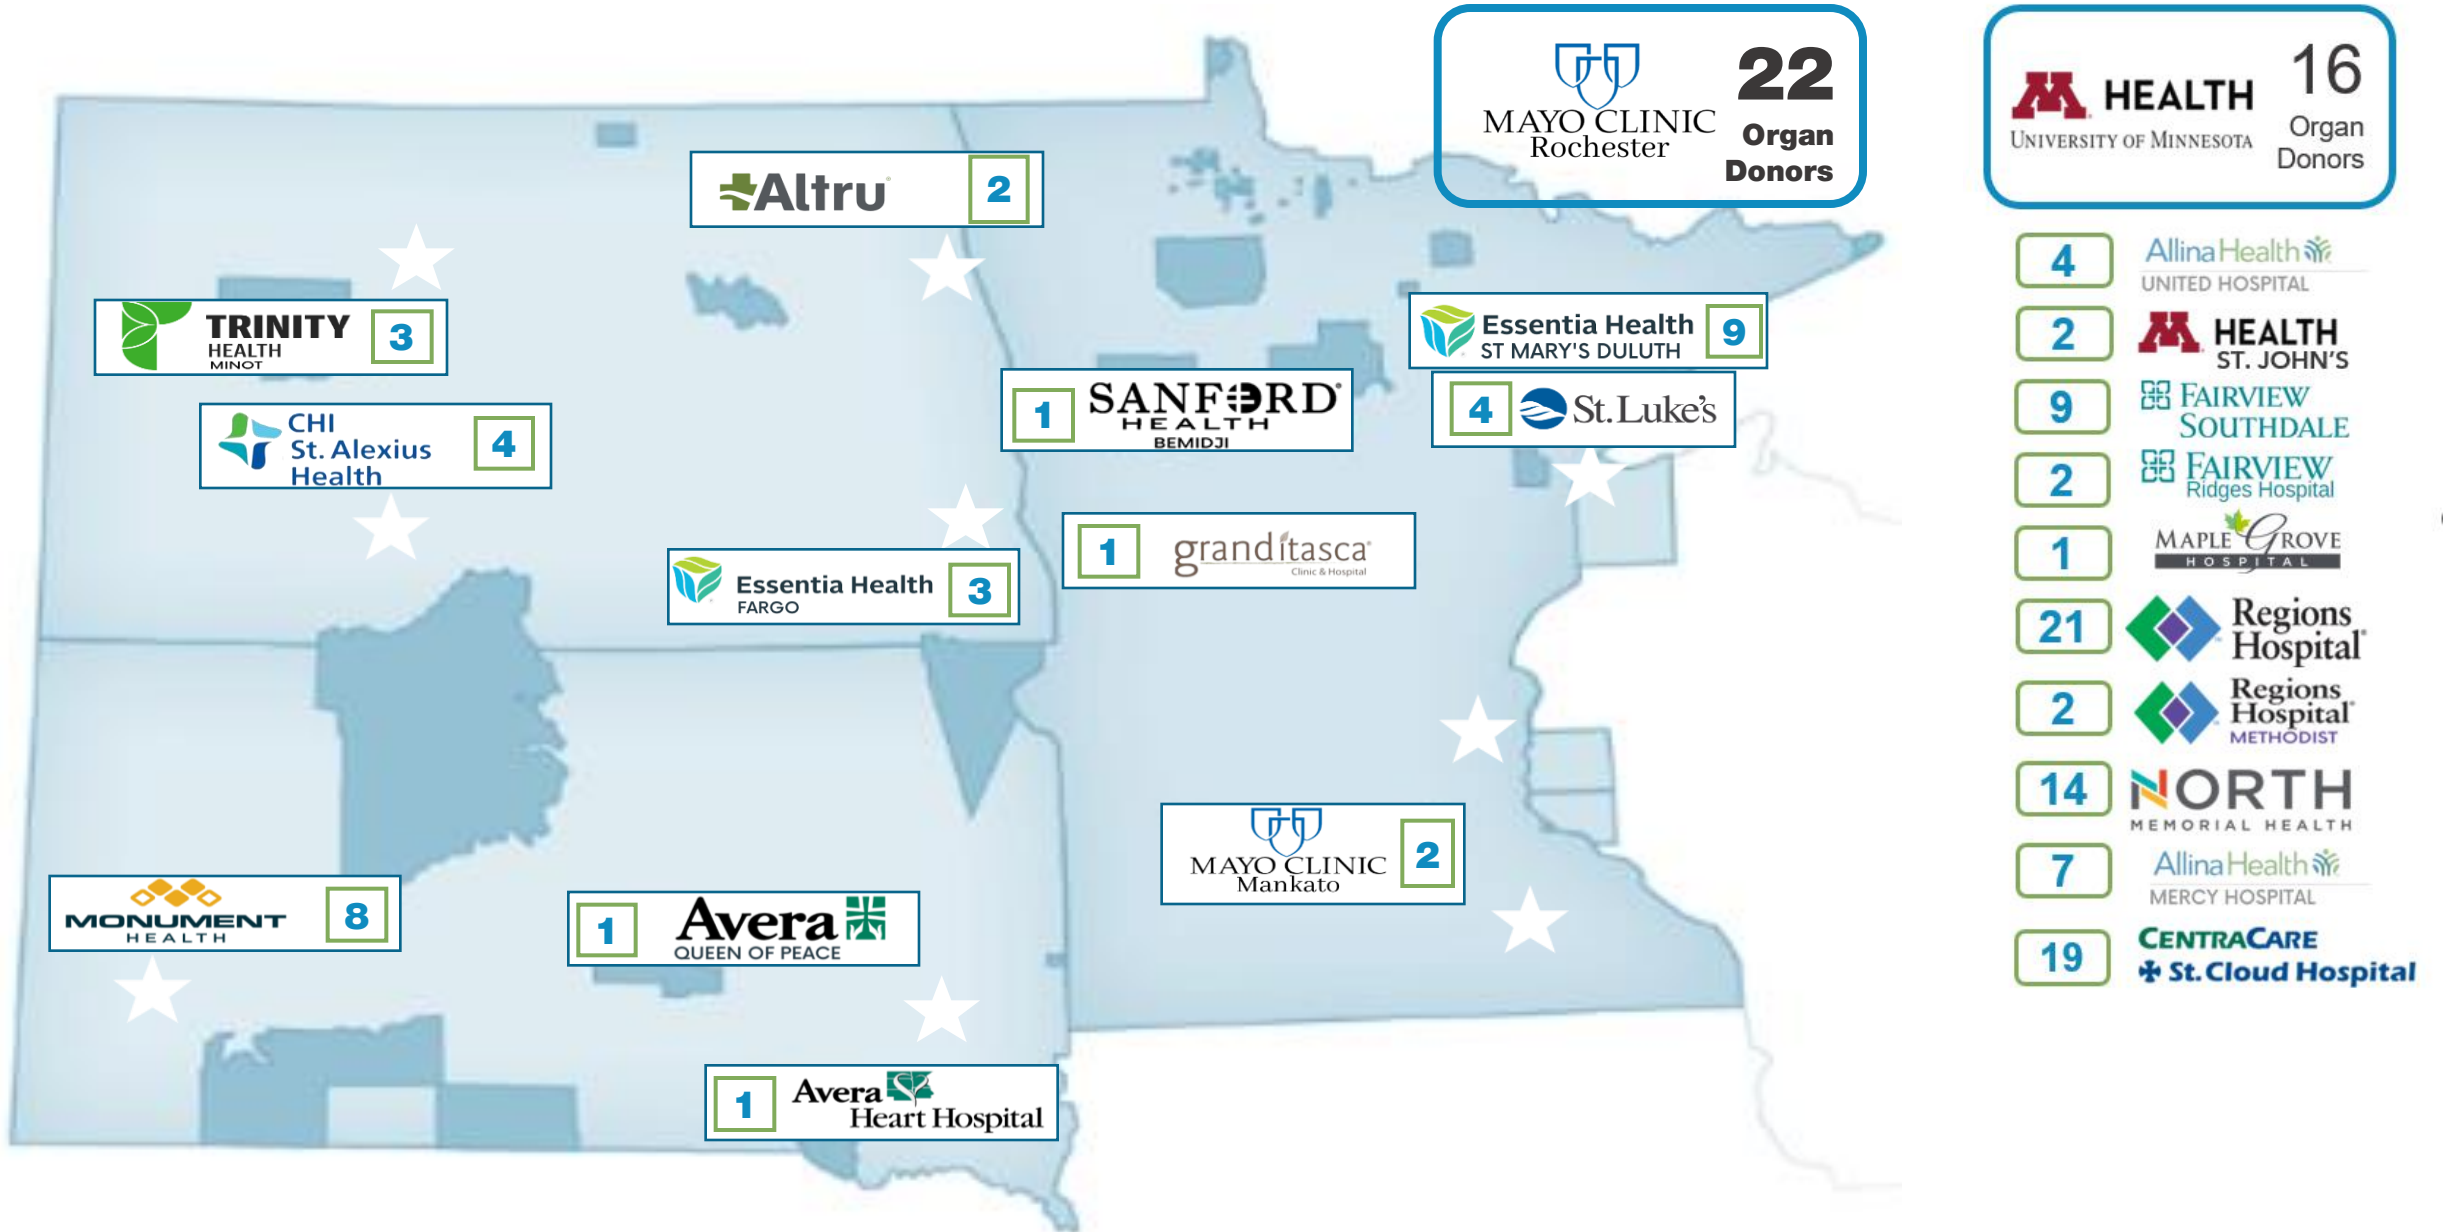 MAYO CLINIC
Rochester
22
Organ
Donors
M HEALTH
UNIVERSITY OF MINNESOTA
16
Organ
Donors
Altru
2
TRINITY
HEALTH
MINOT
3
CHI
St. Alexius
Health
4
Essentia Health
ST MARY'S DULUTH
9
1
SANFORD
HEALTH
BEMIDJI
4
St. Luke's
1
granditasca
Clinic & Hospital
Essentia Health
FARGO
3
MAYO CLINIC
Mankato
2
MONUMENT
HEALTH
8
1
Avera
QUEEN OF PEACE
1
Avera
Heart Hospital
4
Allina Health
UNITED HOSPITAL
2
M HEALTH
ST. JOHN'S
9
FAIRVIEW
SOUTHDALE
2
FAIRVIEW
Ridges Hospital
1
MAPLE GROVE
HOSPITAL
21
Regions
Hospital
2
Regions
Hospital
METHODIST
14
NORTH
MEMORIAL HEALTH
7
Allina Health
MERCY HOSPITAL
19
CENTRACARE
St. Cloud Hospital